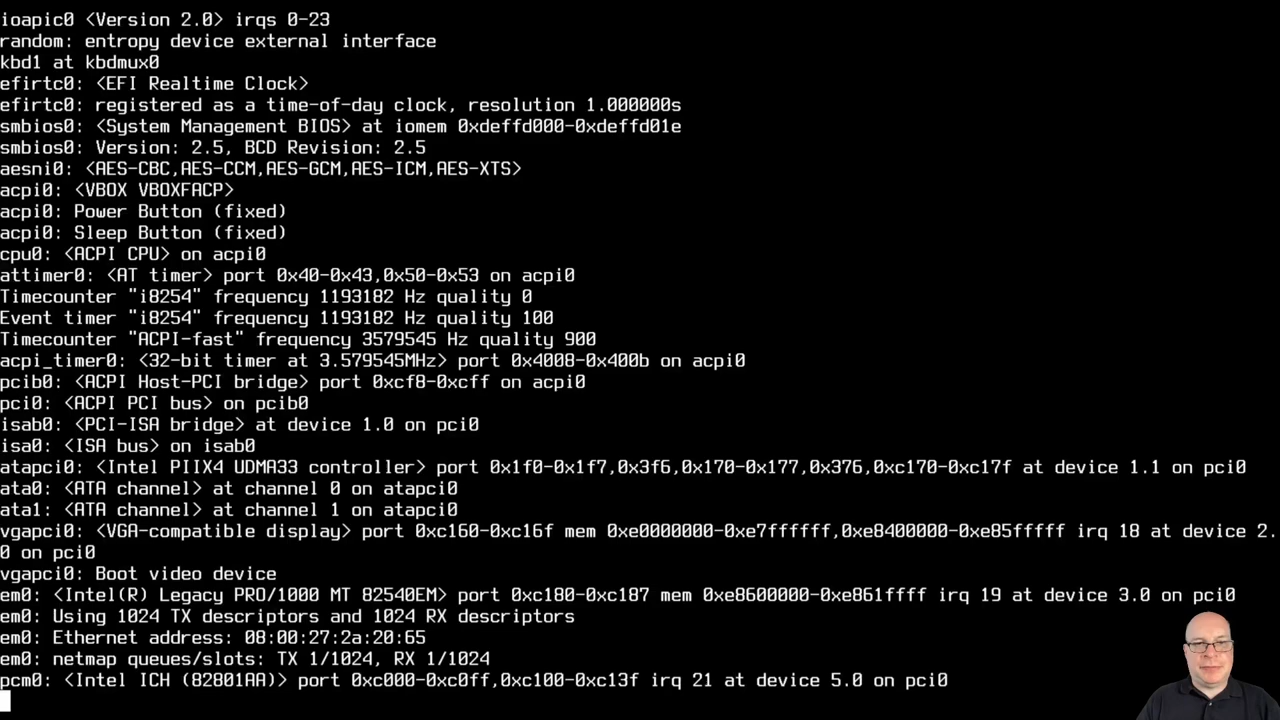 ioapic0 <Version 2.0> irqs 0-23
random: entropy device external interface
kbd1 at kbdmux0
efirtc0: <EFI Realtime Clock>
efirtc0: registered as a time-of-day clock, resolution 1.000000s
smbios0: <System Management BIOS> at iomem 0xdeffd000-0xdeffd01e
smbios0: Version: 2.5, BCD Revision: 2.5
aesni0: <AES-CBC,AES-CCM,AES-GCM,AES-ICM,AES-XTS>
acpi0: <VBOX VBOXFACP>
acpi0: Power Button (fixed)
acpi0: Sleep Button (fixed)
cpu0: <ACPI CPU> on acpi0
attimer0: <AT timer> port 0x40-0x43,0x50-0x53 on acpi0
Timecounter "i8254" frequency 1193182 Hz quality 0
Event timer "i8254" frequency 1193182 Hz quality 100
Timecounter "ACPI-fast" frequency 3579545 Hz quality 900
acpi_timer0: <32-bit timer at 3.579545MHz> port 0x4008-0x400b on acpi0
pcib0: <ACPI Host-PCI bridge> port 0xcf8-0xcff on acpi0
pci0: <ACPI PCI bus> on pcib0
isab0: <PCI-ISA bridge> at device 1.0 on pci0
isa0: <ISA bus> on isab0
atapci0: <Intel PIIX4 UDMA33 controller> port 0x1f0-0x1f7,0x3f6,0x170-0x177,0x376,0xc170-0xc17f at device 1.1 on pci0
ata0: <ATA channel> at channel 0 on atapci0
ata1: <ATA channel> at channel 1 on atapci0
vgapci0: <VGA-compatible display> port 0xc160-0xc16f mem 0xe0000000-0xe7ffffff,0xe8400000-0xe85fffff irq 18 at device 2.
0 on pci0
vgapci0: Boot video device
em0: <Intel(R) Legacy PRO/1000 MT 82540EM> port 0xc180-0xc187 mem 0xe8600000-0xe861ffff irq 19 at device 3.0 on pci0
em0: Using 1024 TX descriptors and 1024 RX descriptors
em0: Ethernet address: 08:00:27:2a:20:65
em0: netmap queues/slots: TX 1/1024, RX 1/1024
pcm0: <Intel ICH (82801AA)> port 0xc000-0xc0ff,0xc100-0xc13f irq 21 at device 5.0 on pci0